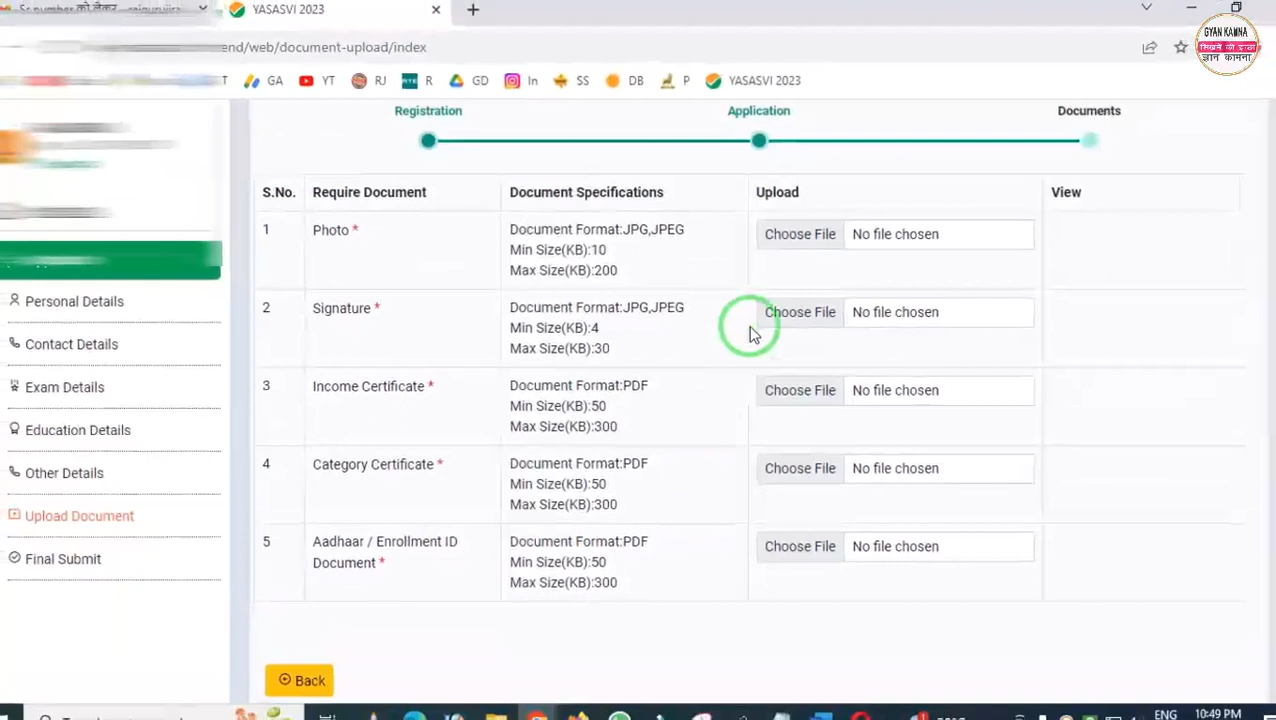 Sr number को लेकर
YASASVI 2023
end/web/document-upload/index
GYAN KAMNA
सिखने की इच्छा
ज्ञान कामना
T GA YT RJ R GD In SS DB P YASASVI 2023
Registration Application Documents
S.No. Require Document Document Specifications Upload View
1 Photo * Document Format:JPG,JPEG Choose File No file chosen
Min Size(KB):10
Max Size(KB):200
2 Signature * Document Format:JPG,JPEG Choose File No file chosen
Min Size(KB):4
Max Size(KB):30
3 Income Certificate * Document Format:PDF Choose File No file chosen
Min Size(KB):50
Max Size(KB):300
4 Category Certificate * Document Format:PDF Choose File No file chosen
Min Size(KB):50
Max Size(KB):300
5 Aadhaar / Enrollment ID Document Format:PDF Choose File No file chosen
Document * Min Size(KB):50
Max Size(KB):300
Personal Details
Contact Details
Exam Details
Education Details
Other Details
Upload Document
Final Submit
Back
ENG 10:49 PM